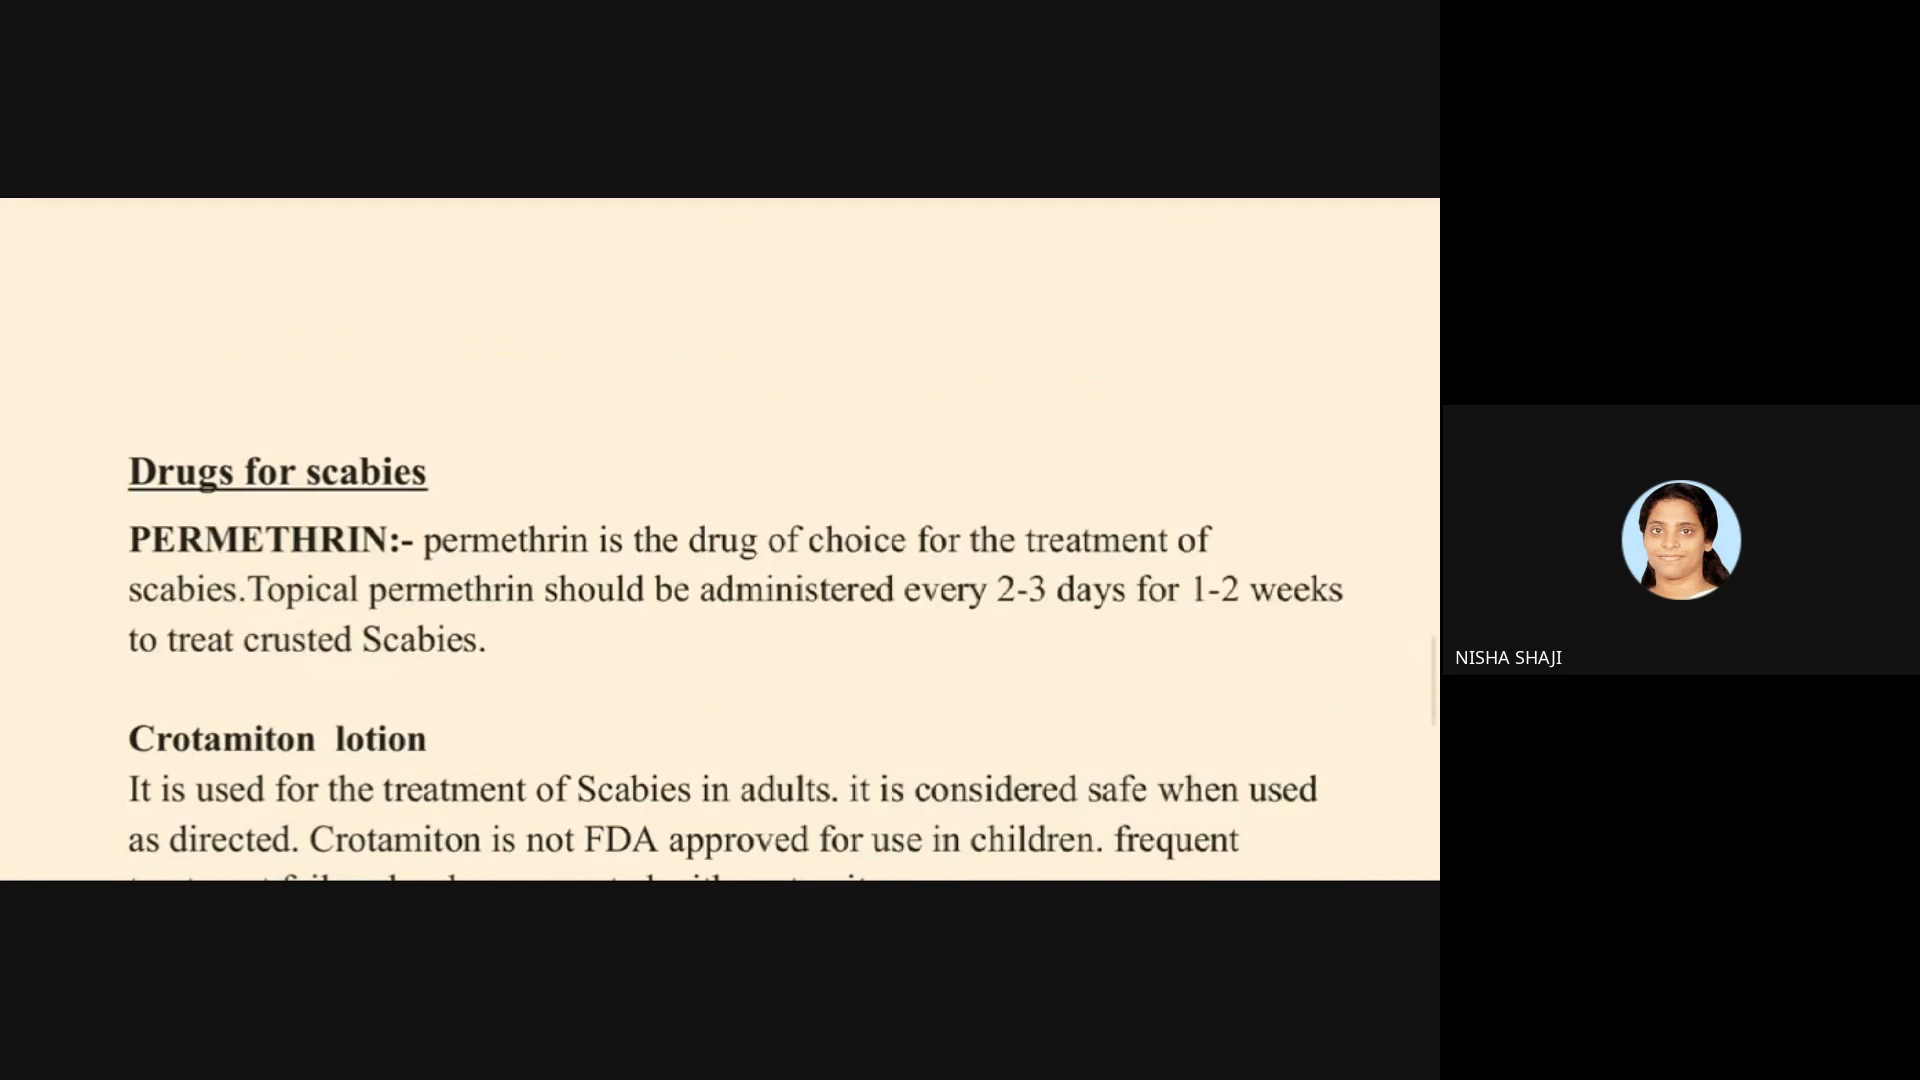 Drugs for scabies
PERMETHRIN:- permethrin is the drug of choice for the treatment of
scabies.Topical permethrin should be administered every 2-3 days for 1-2 weeks
to treat crusted Scabies.
Crotamiton lotion
It is used for the treatment of Scabies in adults. it is considered safe when used
as directed. Crotamiton is not FDA approved for use in children. frequent
NISHA SHAJI